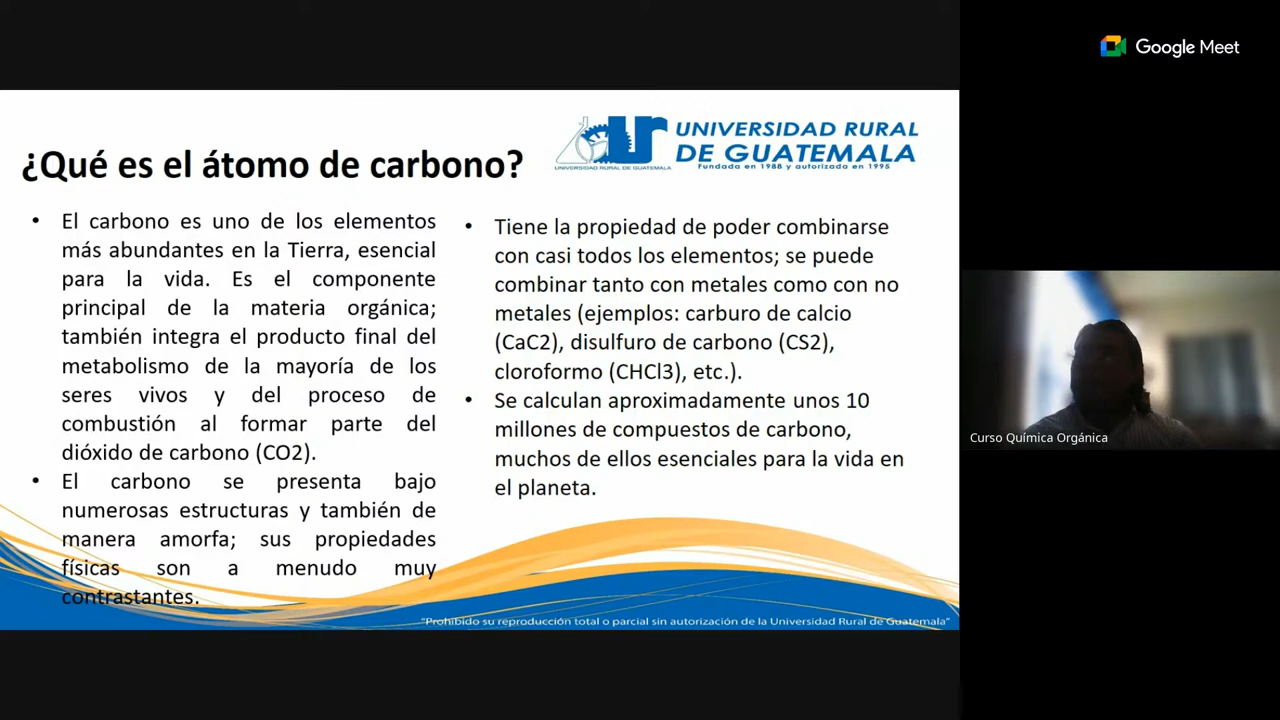 Google Meet
UNIVERSIDAD RURAL
DE GUATEMALA
Fundada en 1988 y autorizada en 1995
UNIVERSIDAD RURAL DE GUATEMALA
¿Qué es el átomo de carbono?
• El carbono es uno de los elementos
más abundantes en la Tierra, esencial
para la vida. Es el componente
principal de la materia orgánica;
también integra el producto final del
metabolismo de la mayoría de los
seres vivos y del proceso de
combustión al formar parte del
dióxido de carbono (CO2).
• El carbono se presenta bajo
numerosas estructuras y también de
manera amorfa; sus propiedades
físicas son a menudo muy
contrastantes.
• Tiene la propiedad de poder combinarse
con casi todos los elementos; se puede
combinar tanto con metales como con no
metales (ejemplos: carburo de calcio
(CaC2), disulfuro de carbono (CS2),
cloroformo (CHCl3), etc.).
• Se calculan aproximadamente unos 10
millones de compuestos de carbono,
muchos de ellos esenciales para la vida en
el planeta.
"Prohibido su reproducción total o parcial sin autorización de la Universidad Rural de Guatemala"
Curso Química Orgánica